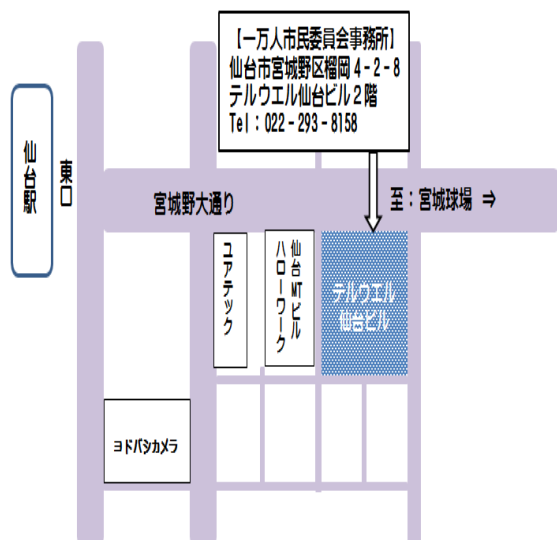 【一万人市民委員会事務所】
仙台市宮城野区榴岡４-２-８
テルウエル仙台ビル２階
Tel：022-293-8158
仙台駅
東口
宮城野大通り
至：宮城球場 ⇒
ユアテック
仙台MTビル
ハローワーク
テルウエル
仙台ビル
ヨドバシカメラ